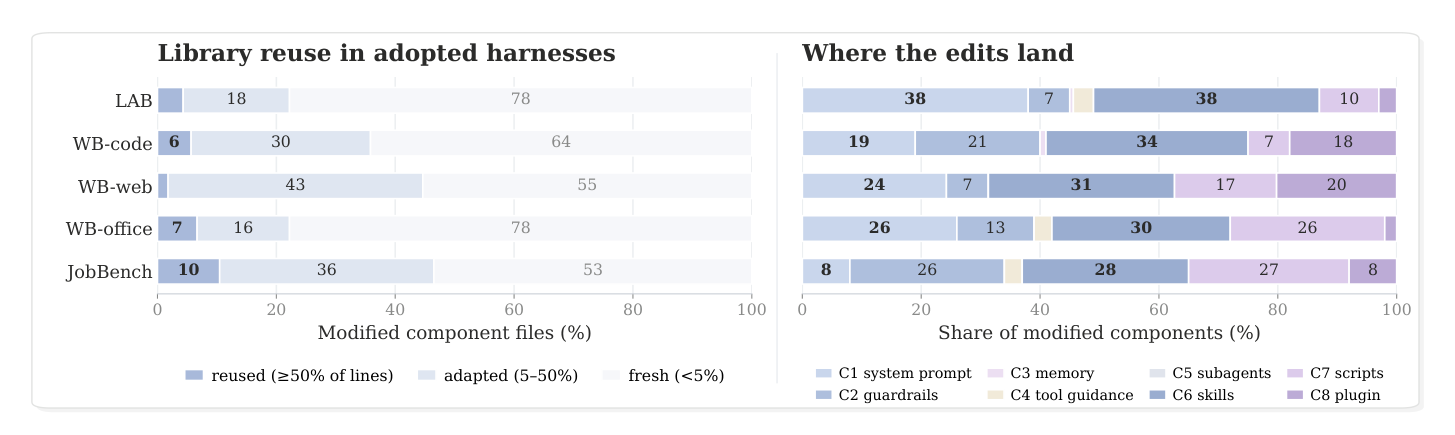 Library reuse in adopted harnesses
LAB 18 78
WB-code 6 30 64
WB-web 43 55
WB-office 7 16 78
JobBench 10 36 53
0 20 40 60 80 100
Modified component files (%)
reused (≥50% of lines) adapted (5–50%) fresh (<5%)
Where the edits land
38 7 38 10
19 21 34 7 18
24 7 31 17 20
26 13 30 26
8 26 28 27 8
0 20 40 60 80 100
Share of modified components (%)
C1 system prompt C3 memory C5 subagents C7 scripts
C2 guardrails C4 tool guidance C6 skills C8 plugin